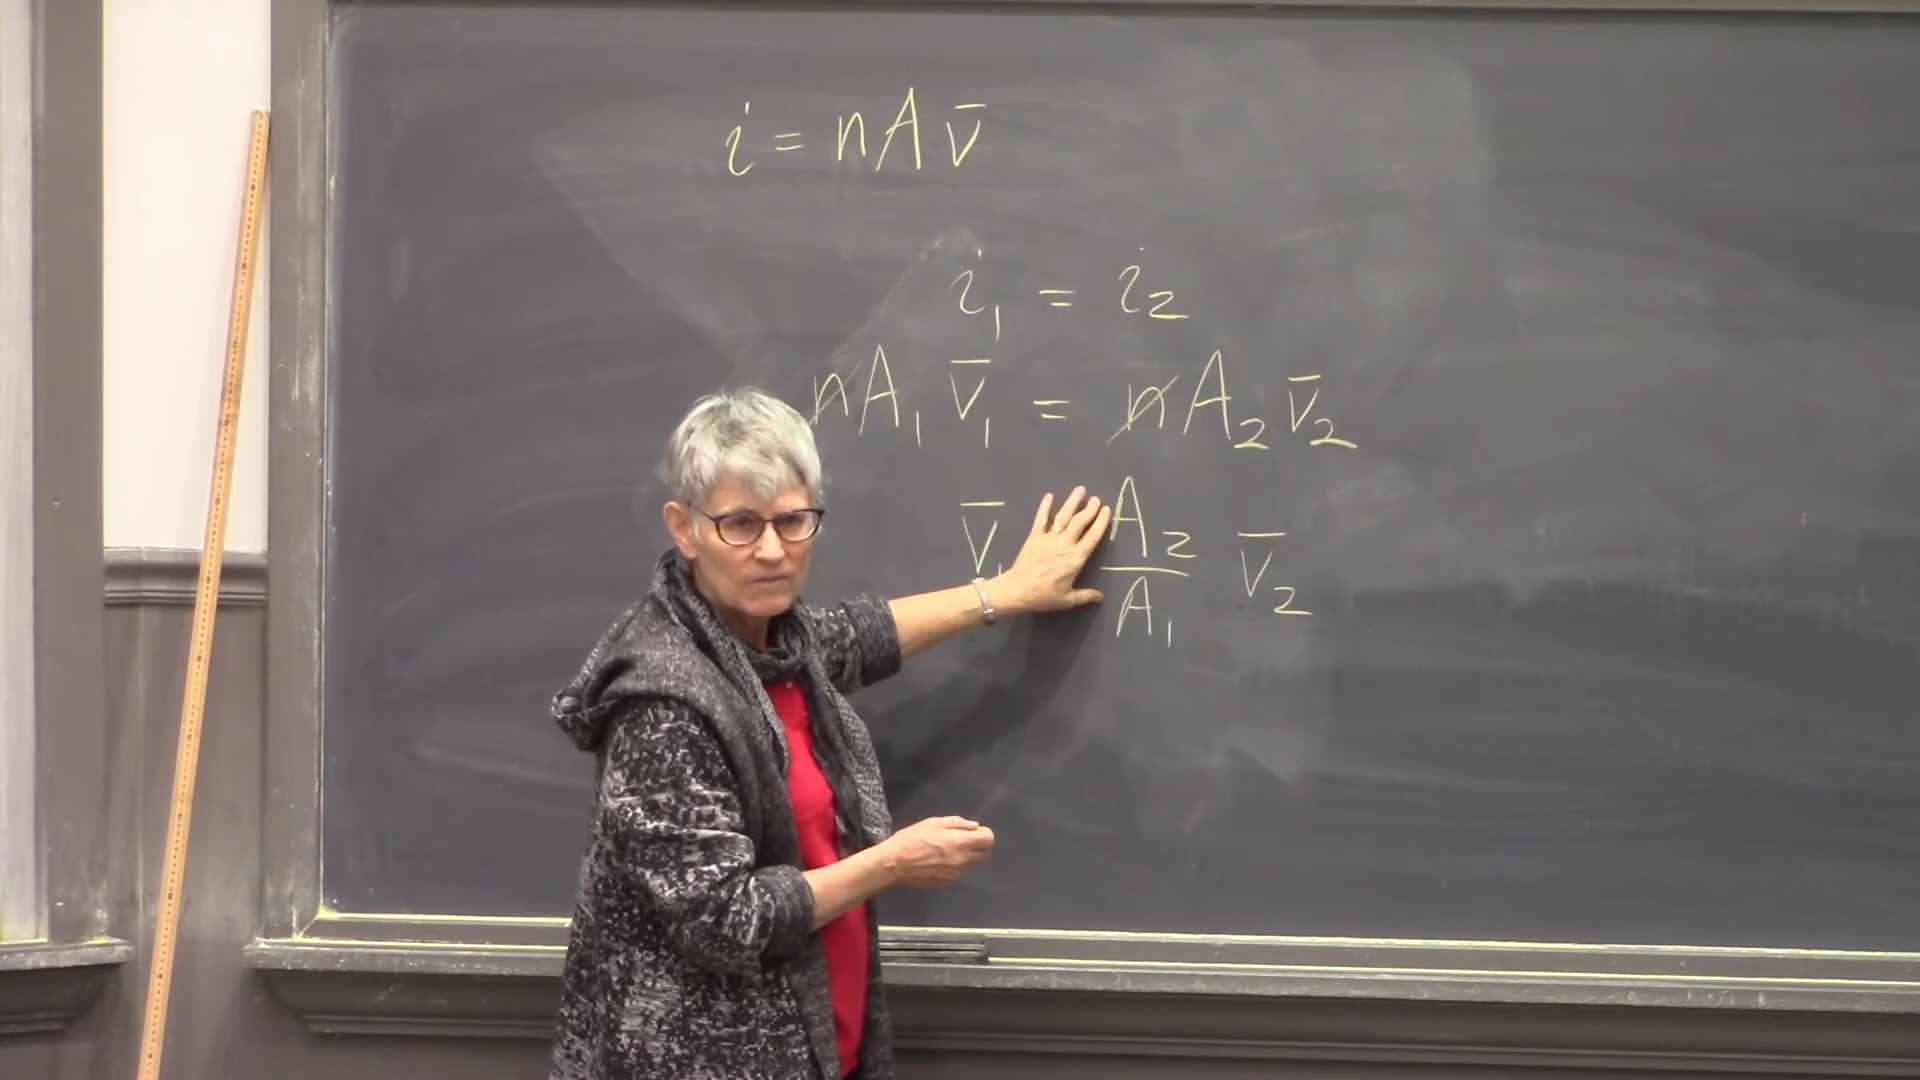 i = nAv̄
i₁ = i₂
nA₁ v̄₁ = nA₂ v̄₂
v̄₁ A₂/A₁ v̄₂